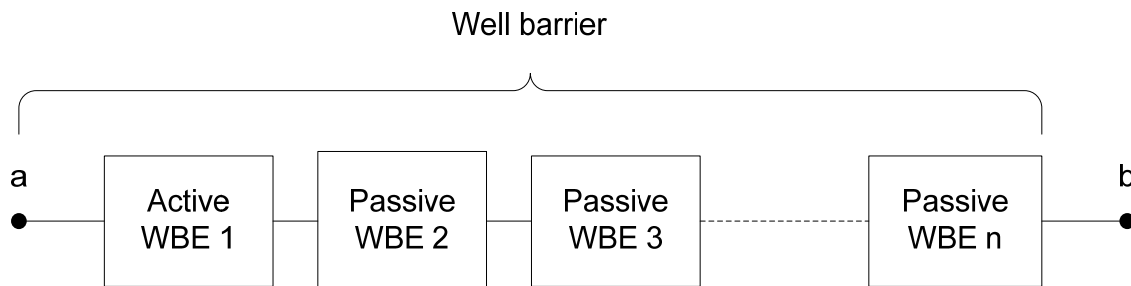 Well barrier
a
b
Active
WBE 1
Passive
WBE 2
Passive
WBE 3
Passive
WBE n